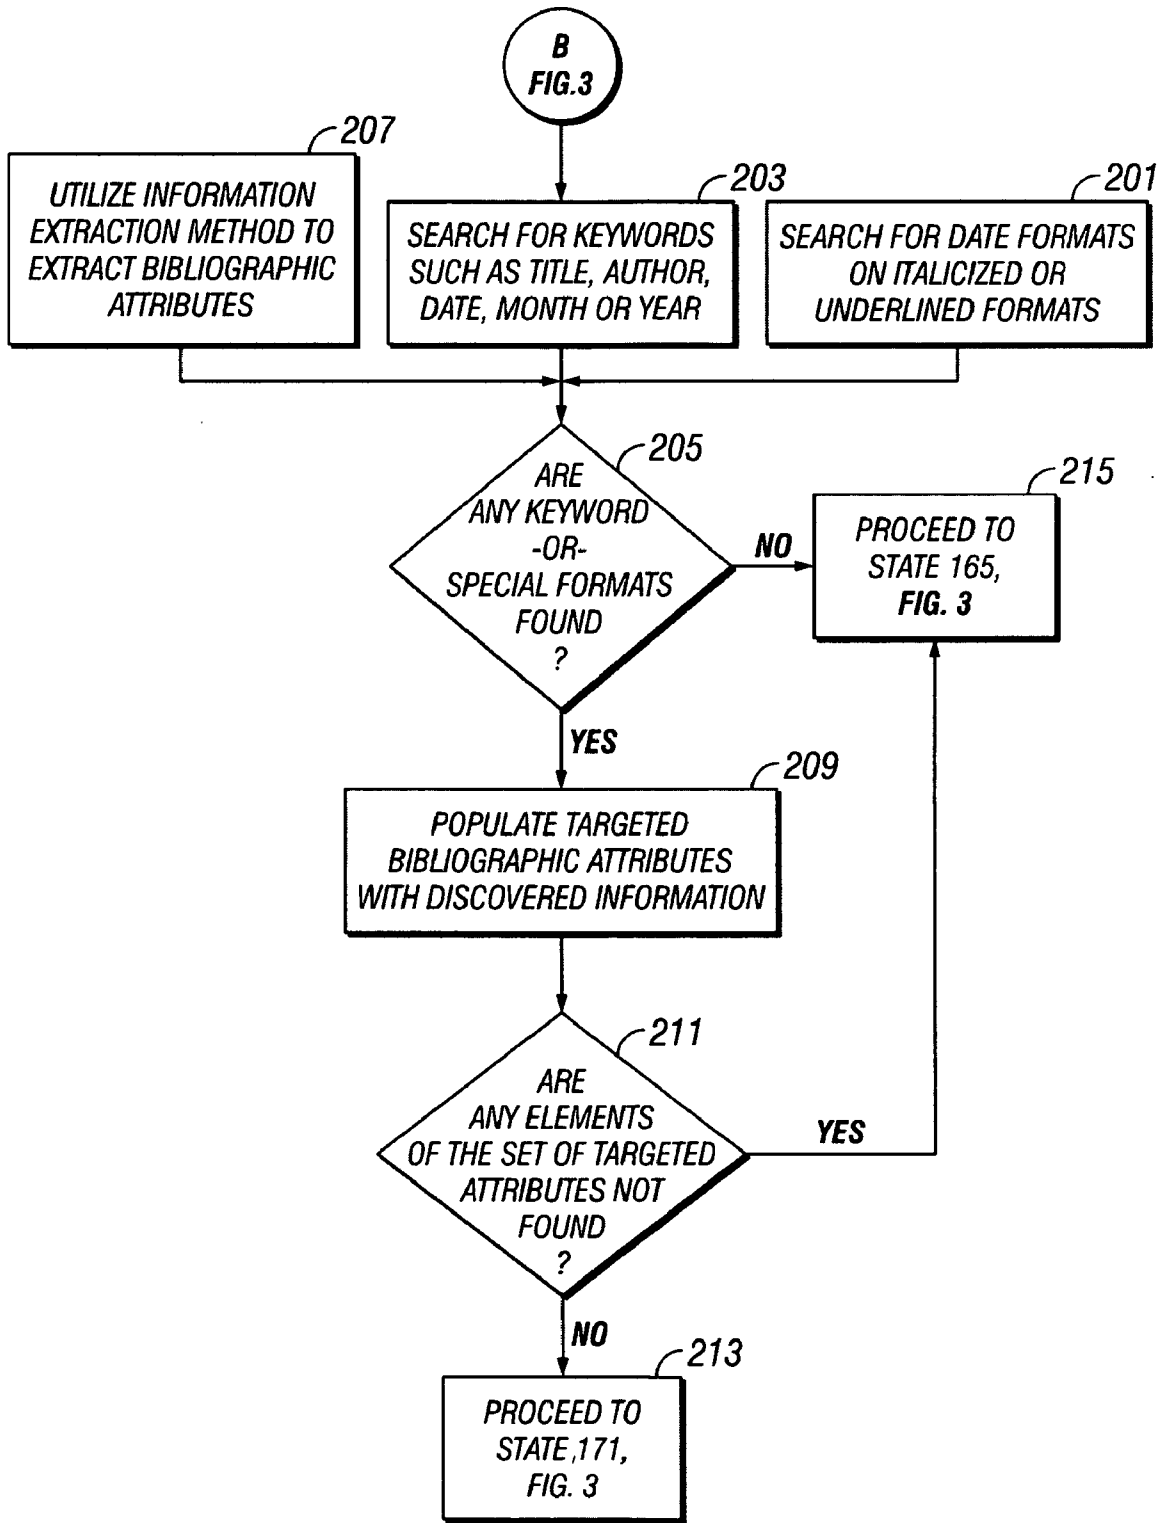 B
FIG.3
207
UTILIZE INFORMATION
EXTRACTION METHOD TO
EXTRACT BIBLIOGRAPHIC
ATTRIBUTES
203
SEARCH FOR KEYWORDS
SUCH AS TITLE, AUTHOR,
DATE, MONTH OR YEAR
201
SEARCH FOR DATE FORMATS
ON ITALICIZED OR
UNDERLINED FORMATS
205
ARE
ANY KEYWORD
-OR-
SPECIAL FORMATS
FOUND
?
NO
215
PROCEED TO
STATE 165,
FIG. 3
YES
209
POPULATE TARGETED
BIBLIOGRAPHIC ATTRIBUTES
WITH DISCOVERED INFORMATION
211
ARE
ANY ELEMENTS
OF THE SET OF TARGETED
ATTRIBUTES NOT
FOUND
?
YES
NO
213
PROCEED TO
STATE,171,
FIG. 3